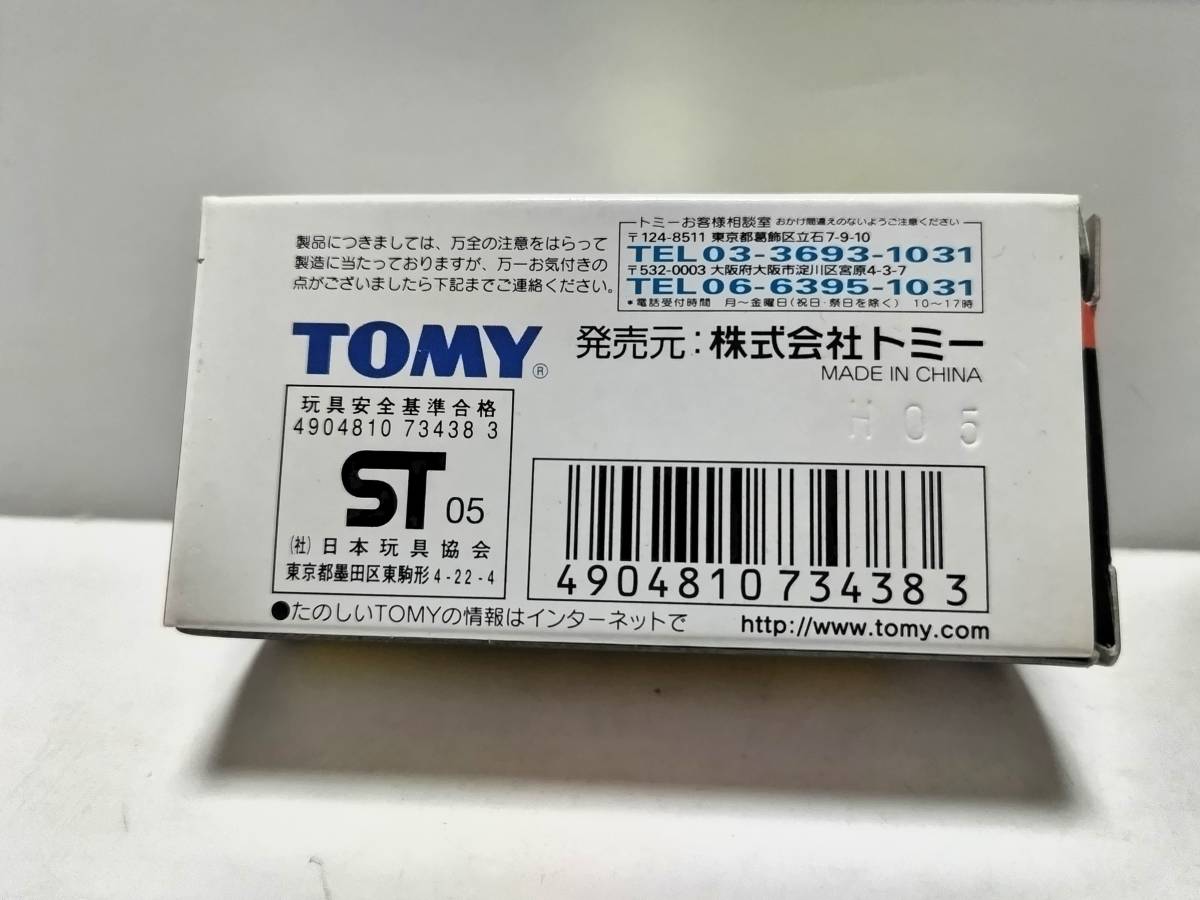 製品につきましては、万全の注意をはらって
製造に当たっておりますが、万一お気付きの
点がございましたら下記までご連絡ください。
トミーお客様相談室 おかけ間違えのないようご注意ください
〒124-8511 東京都葛飾区立石7-9-10
TEL 03-3693-1031
〒532-0003 大阪府大阪市淀川区宮原4-3-7
TEL 06-6395-1031
*電話受付時間 月〜金曜日(祝日・祭日を除く) 10〜17時
TOMY® 発売元:株式会社トミー
MADE IN CHINA
H 0 5
玩具安全基準合格
4904810 73438 3
ST 05
(社)日本玩具協会
東京都墨田区東駒形4-22-4
4904810734383
●たのしいTOMYの情報はインターネットで http://www.tomy.com